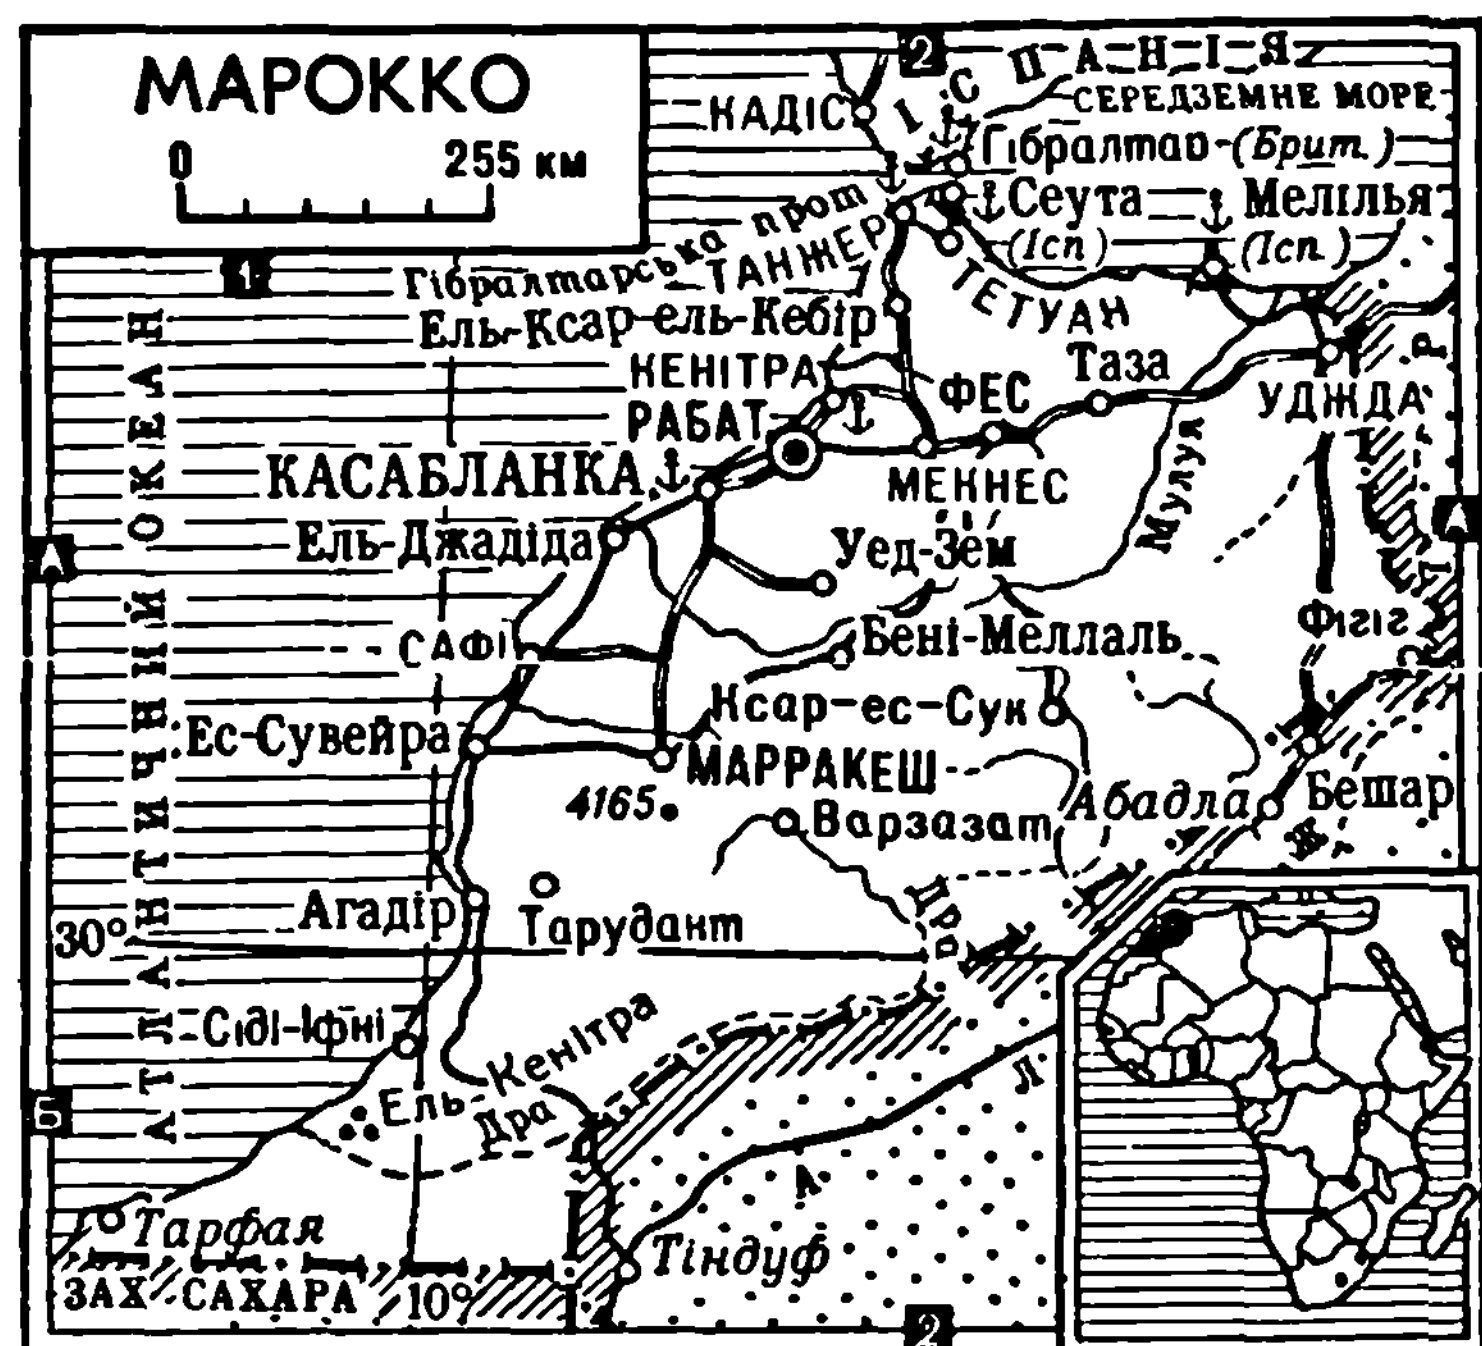 МАРОККО
0 255 км
2
ІСПАНІЯ
СЕРЕДЗЕМНЕ МОРЕ
КАДІС
Гібралтар (Брит.)
Сеута (Ісп)
Мелілья (Ісп.)
Гібралтарська прот
ТАНЖЕР
ТЕТУАН
1
Ель-Ксар-ель-Кебір
КЕНІТРА
ФЕС
Таза
УДЖДА
РАБАТ
КАСАБЛАНКА
МЕКНЕС
Мулуя
А
А
Ель-Джадіда
Уед-Зем
Фігіг
САФІ
Бені-Меллаль
Ксар-ес-Сук
Ес-Сувейра
МАРРАКЕШ
4165
Варзазат
Абадла
Бешар
АТЛАНТИЧНИЙ ОКЕАН
Агадір
Тарудант
Дра
30°
Сіді-Іфні
Ель-Кенітра
Дра
Б
АЛЖІР
Тарфая
Тіндуф
ЗАХ САХАРА
10°
2